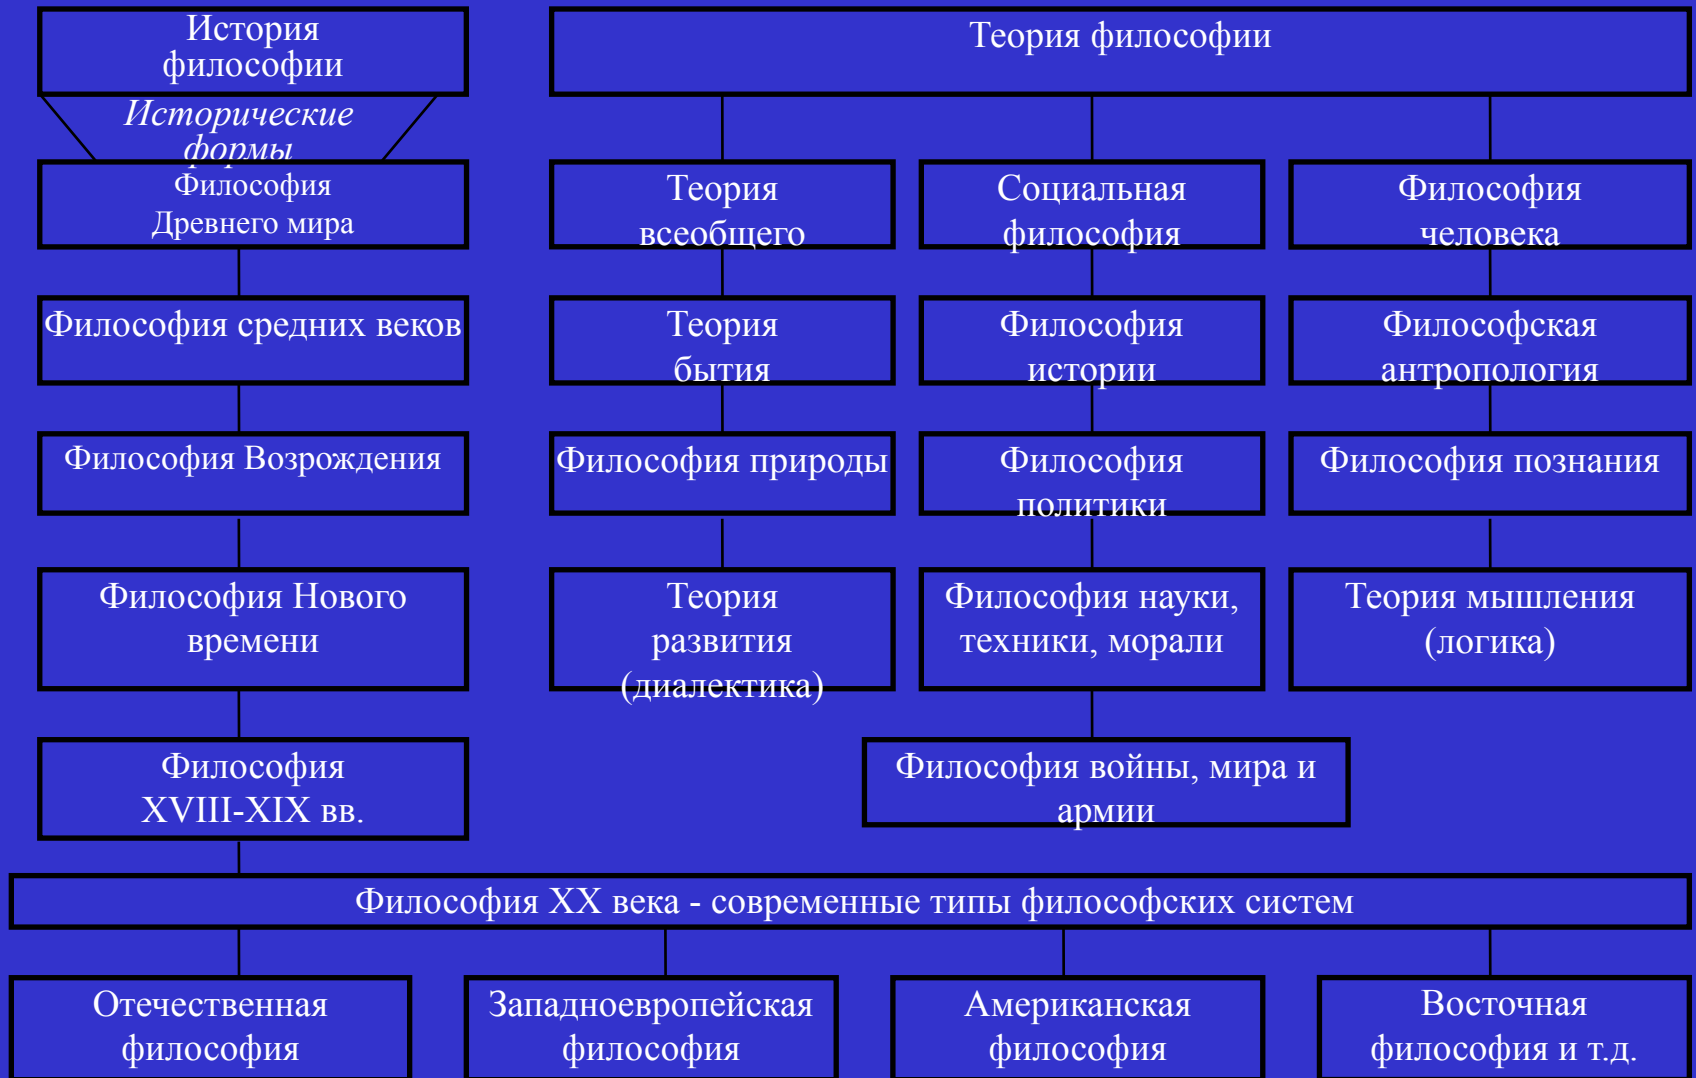 История
философии
Теория философии
Исторические
формы
Философия
Древнего мира
Теория
всеобщего
Социальная
философия
Философия
человека
Философия средних веков
Теория
бытия
Философия
истории
Философская
антропология
Философия Возрождения
Философия природы
Философия
политики
Философия познания
Философия Нового
времени
Теория
развития
(диалектика)
Философия науки,
техники, морали
Теория мышления
(логика)
Философия
XVIII-XIX вв.
Философия войны, мира и
армии
Философия XX века - современные типы философских систем
Отечественная
философия
Западноевропейская
философия
Американская
философия
Восточная
философия и т.д.